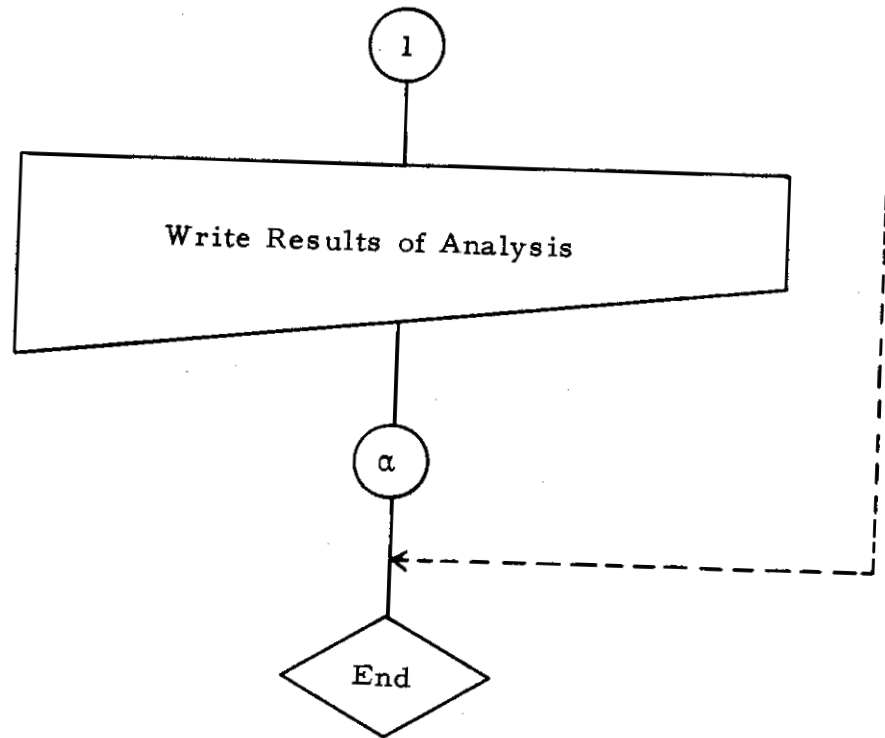 1
Write Results of Analysis
α
End